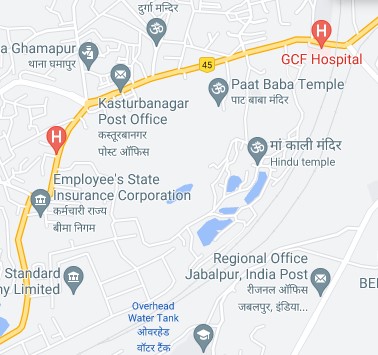 दुर्गा मन्दिर
a Ghamapur
थाना घमापुर
45
GCF Hospital
Paat Baba Temple
पाट बाबा मंदिर
Kasturbanagar
Post Office
कस्तूरबानगर
पोस्ट ऑफिस
H
H
मां काली मंदिर
Hindu temple
Employee's State
Insurance Corporation
कर्मचारी राज्य
बीमा निगम
Regional Office
Jabalpur, India Post
रीजनल ऑफिस
जबलपुर, इंडिया...
Standard
ny Limited
BE
Overhead
Water Tank
ओवरहेड
वॉटर टैंक